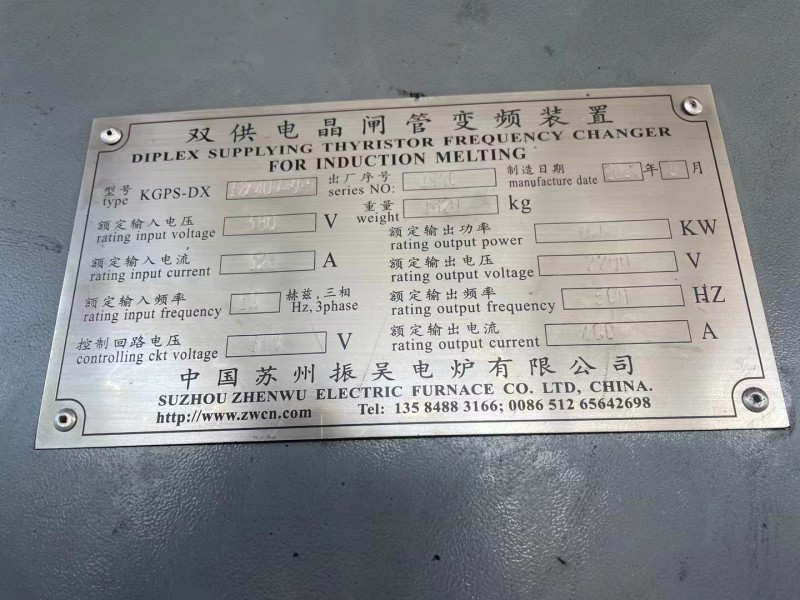 双供电晶闸管变频装置
DIPLEX SUPPLYING THYRISTOR FREQUENCY CHANGER
FOR INDUCTION MELTING
型号 type KGPS-DX
出厂序号 series NO:
制造日期 manufacture date 年 月
重量 weight kg
额定输入电压 rating input voltage 380 V
额定输出功率 rating output power KW
额定输入电流 rating input current A
额定输出电压 rating output voltage V
额定输入频率 rating input frequency 赫兹,三相 Hz, 3phase
额定输出频率 rating output frequency 500 HZ
控制回路电压 controlling ckt voltage V
额定输出电流 rating output current A
中国苏州振吴电炉有限公司
SUZHOU ZHENWU ELECTRIC FURNACE CO. LTD, CHINA.
http://www.zwcn.com Tel: 135 8488 3166; 0086 512 65642698